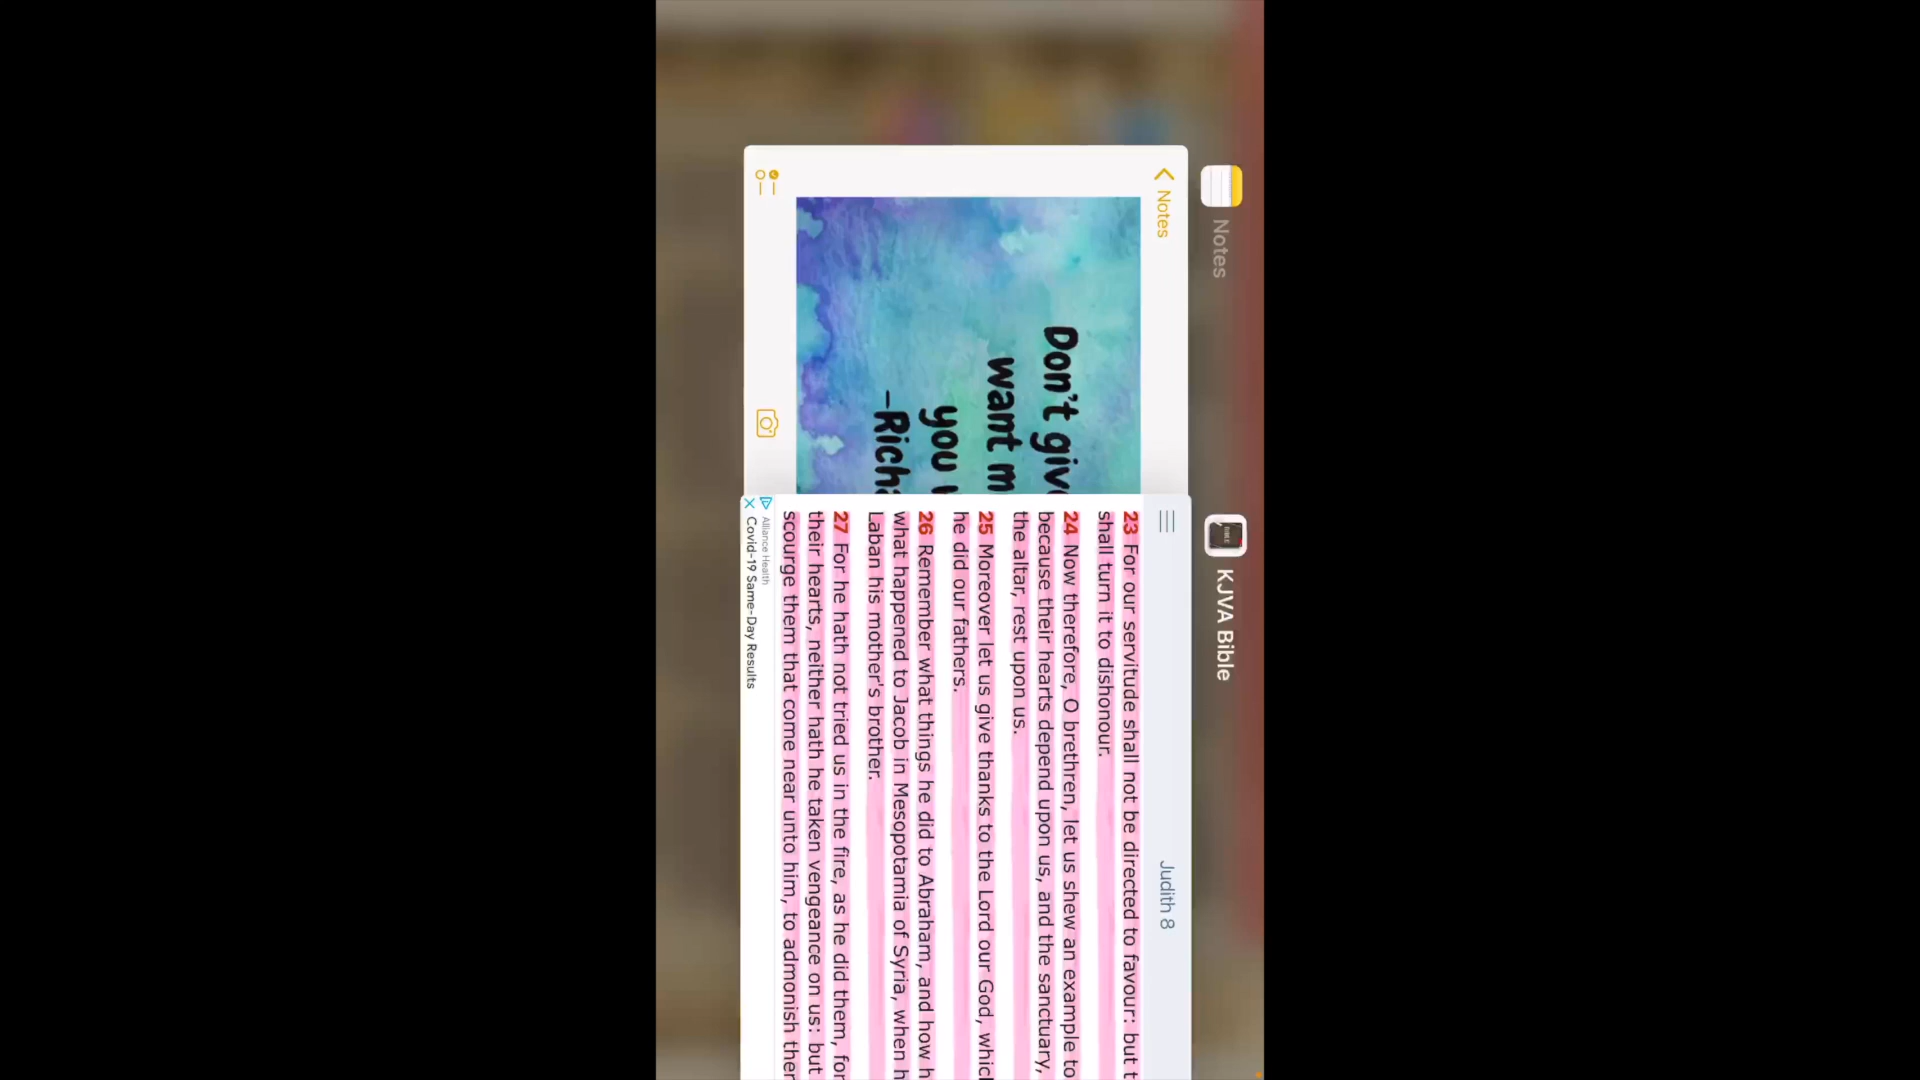 Notes
KJVA Bible
Notes
Don't giv
want m
you
–Rich
Judith 8
23 For our servitude shall not be directed to favour: but t
shall turn it to dishonour.
24 Now therefore, O brethren, let us shew an example to
because their hearts depend upon us, and the sanctuary,
the altar, rest upon us.
25 Moreover let us give thanks to the Lord our God, whic
he did our fathers.
26 Remember what things he did to Abraham, and how h
what happened to Jacob in Mesopotamia of Syria, when h
Laban his mother's brother.
27 For he hath not tried us in the fire, as he did them, for
their hearts, neither hath he taken vengeance on us: but
scourge them that come near unto him, to admonish ther
Alliance Health
Covid-19 Same-Day Results